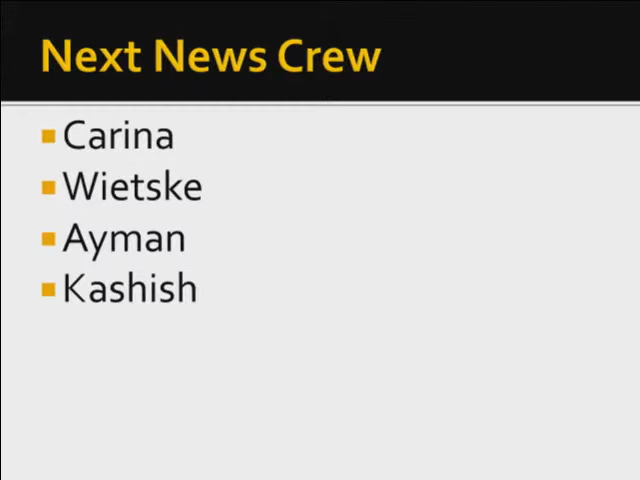 Next News Crew
Carina
Wietske
Ayman
Kashish